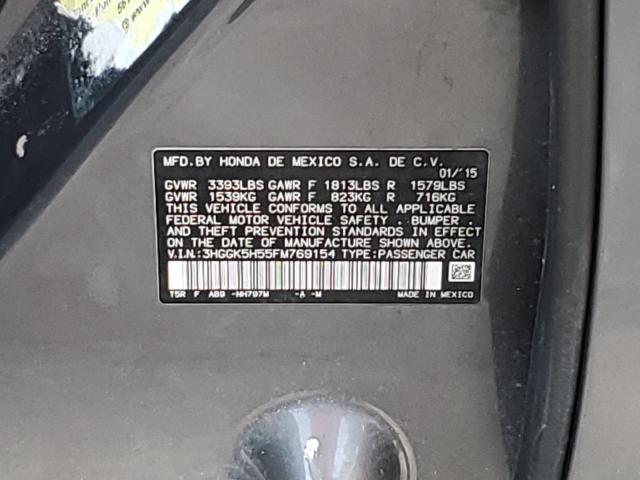 MFD.BY HONDA DE MEXICO S.A. DE C.V.
01/'15
GVWR 3393LBS GAWR F 1813LBS R 1579LBS
GVWR 1539KG GAWR F 823KG R 716KG
THIS VEHICLE CONFORMS TO ALL APPLICABLE
FEDERAL MOTOR VEHICLE SAFETY . BUMPER .
AND THEFT PREVENTION STANDARDS IN EFFECT ON
THE DATE OF MANUFACTURE SHOWN ABOVE.
V.I.N.:3HGGK5H55FM769154 TYPE:PASSENGER CAR
T5R F AB9 -NH797M -A -M MADE IN MEXICO